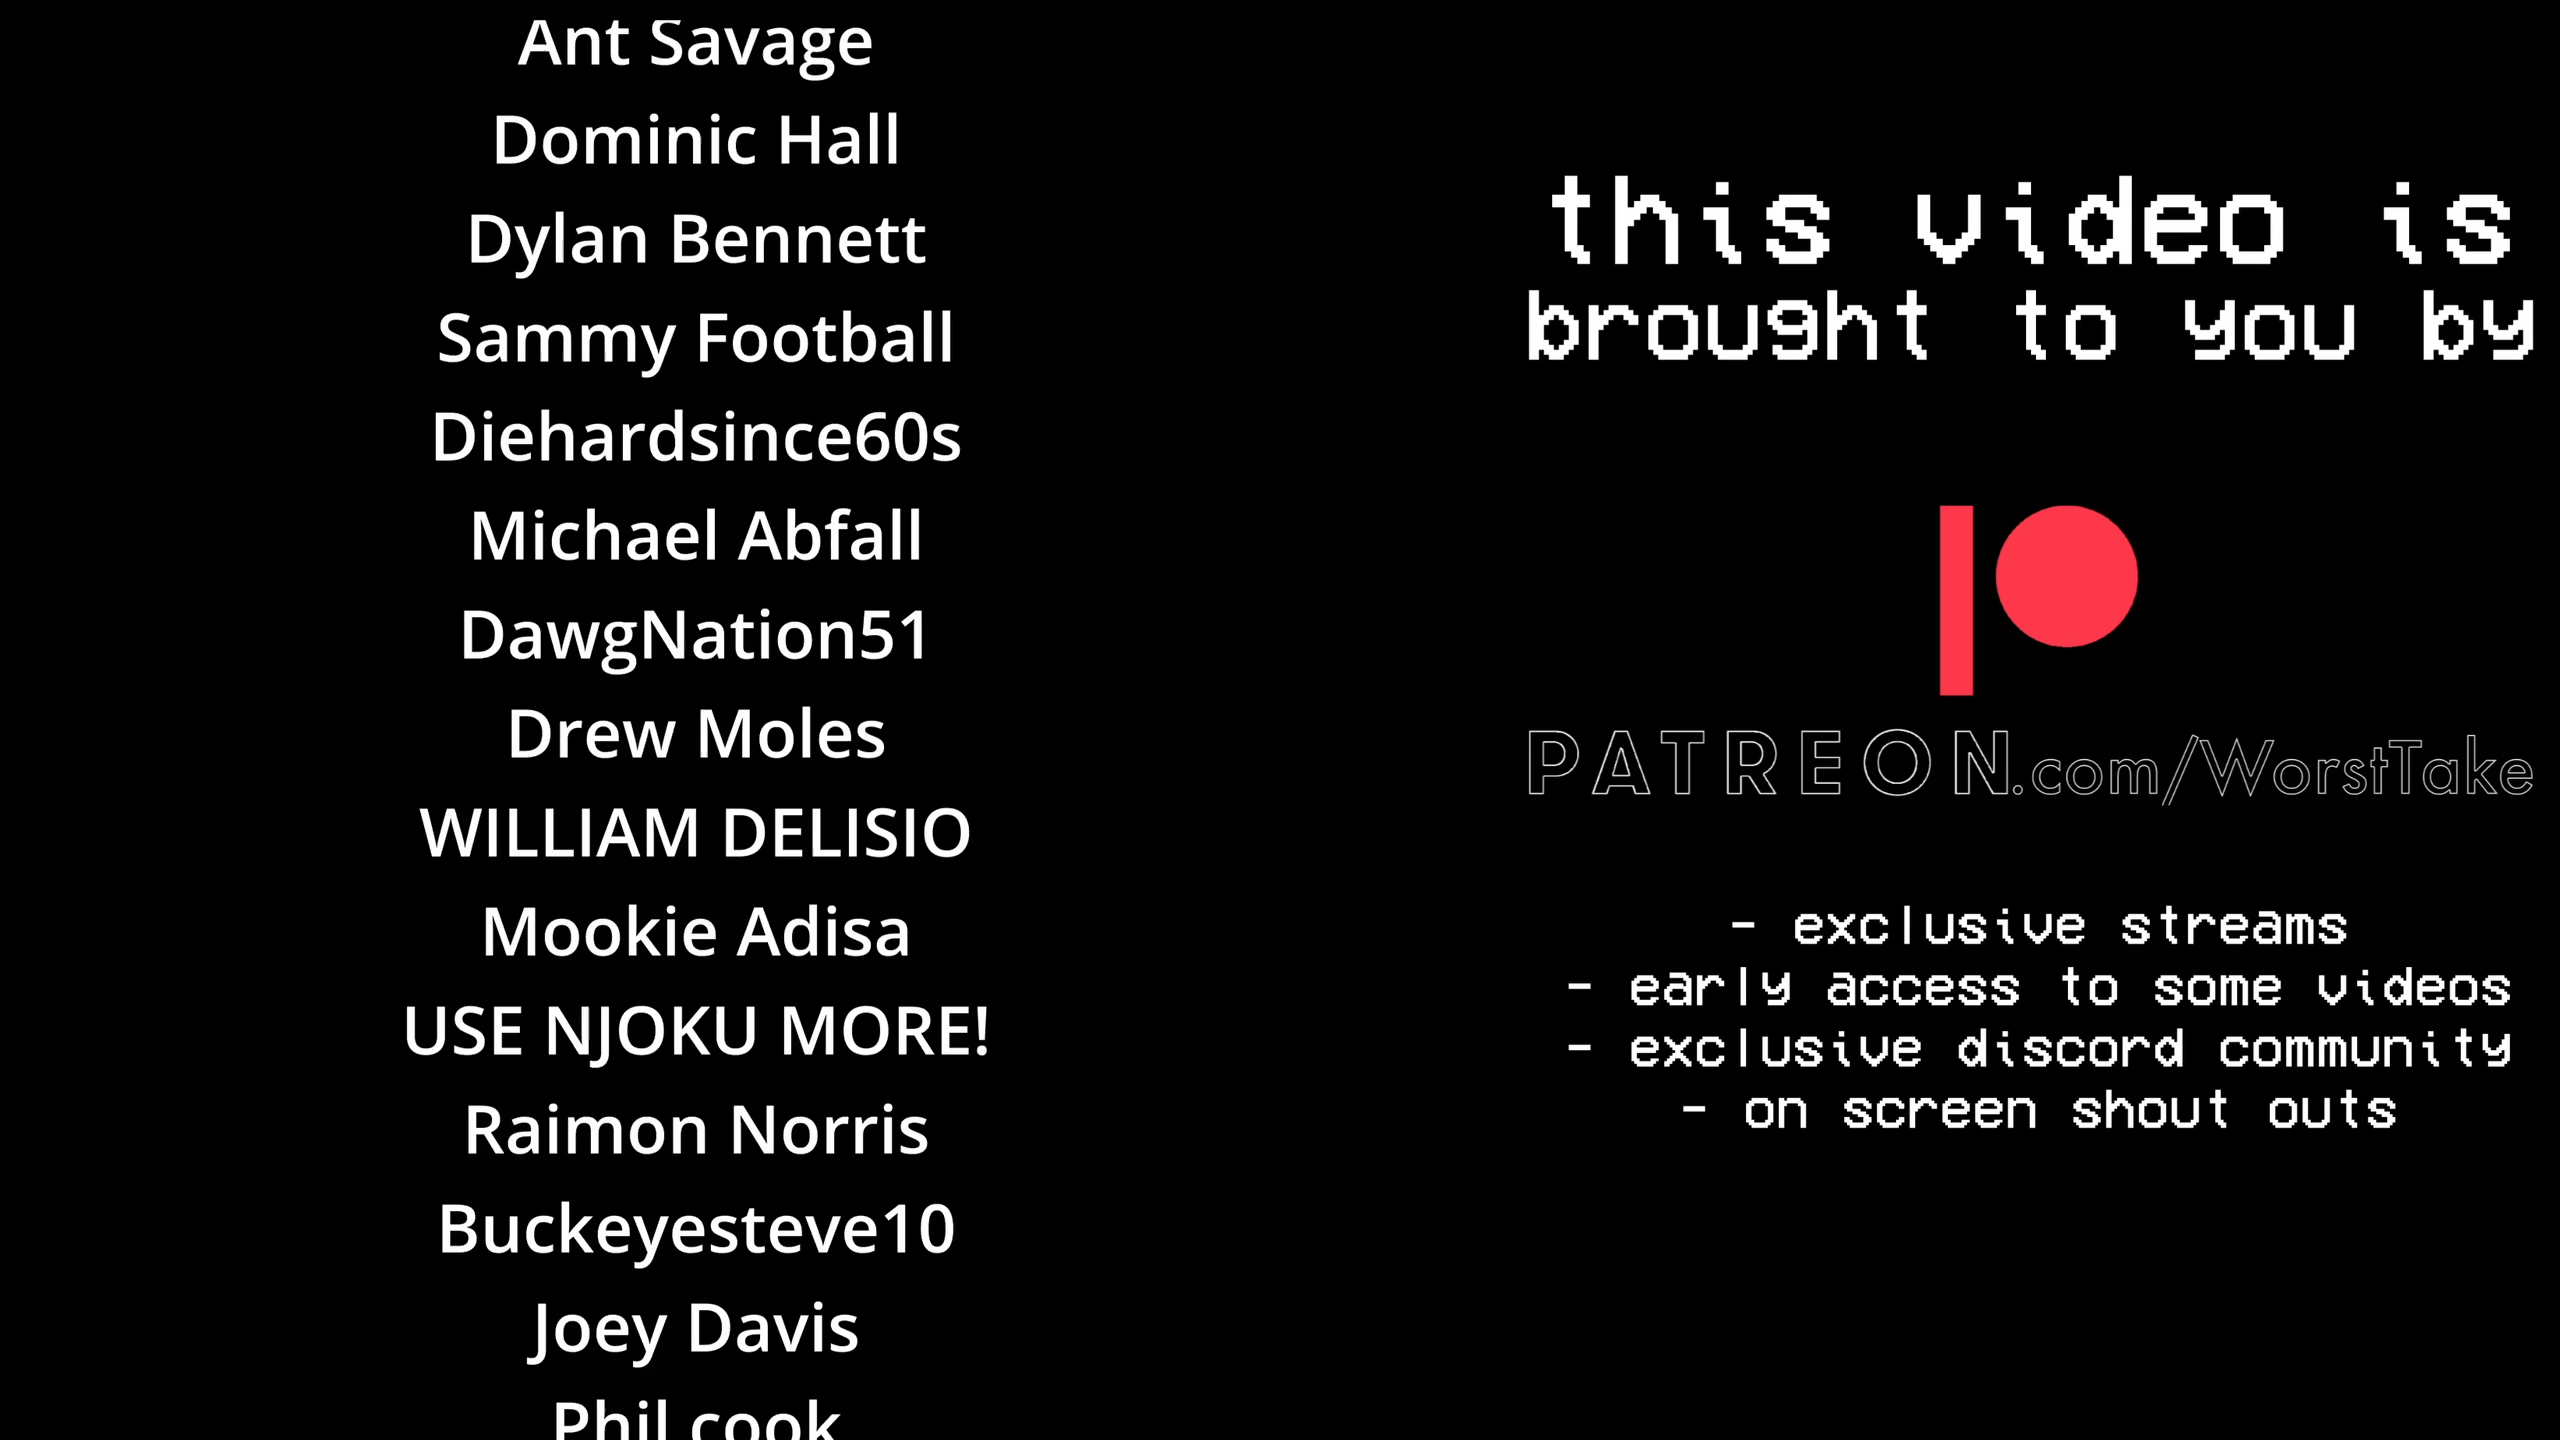 Ant Savage
Dominic Hall
Dylan Bennett
Sammy Football
Diehardsince60s
Michael Abfall
DawgNation51
Drew Moles
WILLIAM DELISIO
Mookie Adisa
USE NJOKU MORE!
Raimon Norris
Buckeyesteve10
Joey Davis
Phil cook
this video is
brought to you by
PATREON.com/WorstTake
- exclusive streams
- early access to some videos
- exclusive discord community
- on screen shout outs